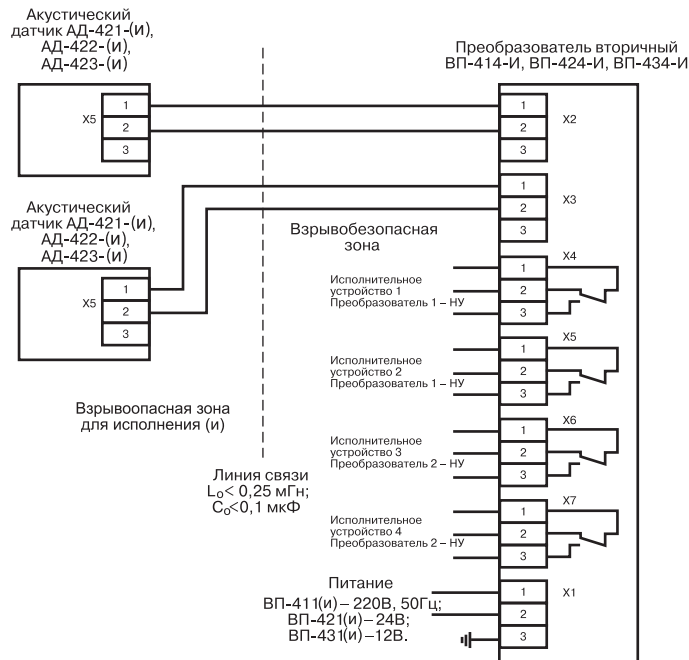 Акустический
датчик АД-421-(и),
АД-422-(и),
АД-423-(и)
Преобразователь вторичный
ВП-414-И, ВП-424-И, ВП-434-И
X5
1
2
3
1
2
3
X2
Акустический
датчик АД-421-(и),
АД-422-(и),
АД-423-(и)
X5
1
2
3
1
2
3
X3
Взрывобезопасная
зона
Исполнительное
устройство 1
Преобразователь 1 – НУ
1
2
3
X4
Исполнительное
устройство 2
Преобразователь 1 – НУ
1
2
3
X5
Взрывоопасная зона
для исполнения (и)
Исполнительное
устройство 3
Преобразователь 2 – НУ
1
2
3
X6
Линия связи
Lо< 0,25 мГн;
Cо<0,1 мкФ
Исполнительное
устройство 4
Преобразователь 2 – НУ
1
2
3
X7
Питание
ВП-411(и) – 220В, 50Гц;
ВП-421(и) – 24В;
ВП-431(и) –12В.
1
2
3
X1